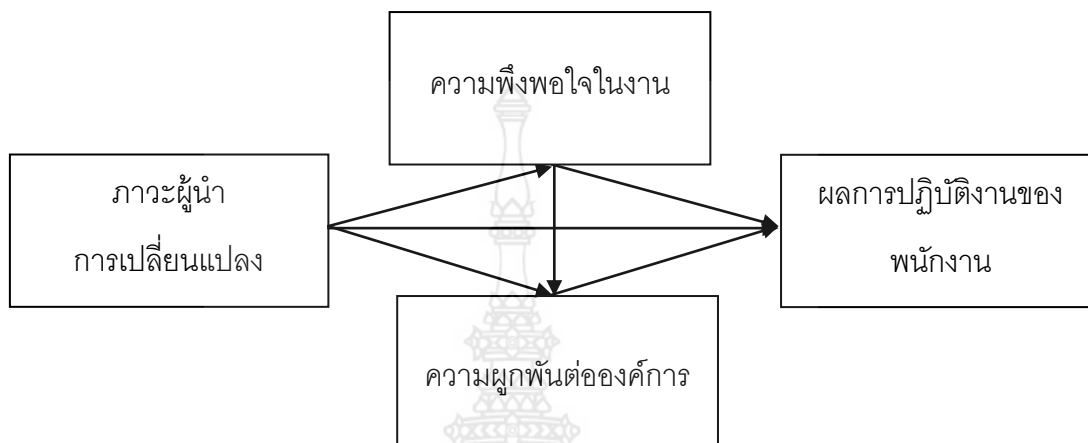 ความพึงพอใจในงาน
ภาวะผู้นำ
การเปลี่ยนแปลง
ผลการปฏิบัติงานของ
พนักงาน
ความผูกพันต่อองค์การ